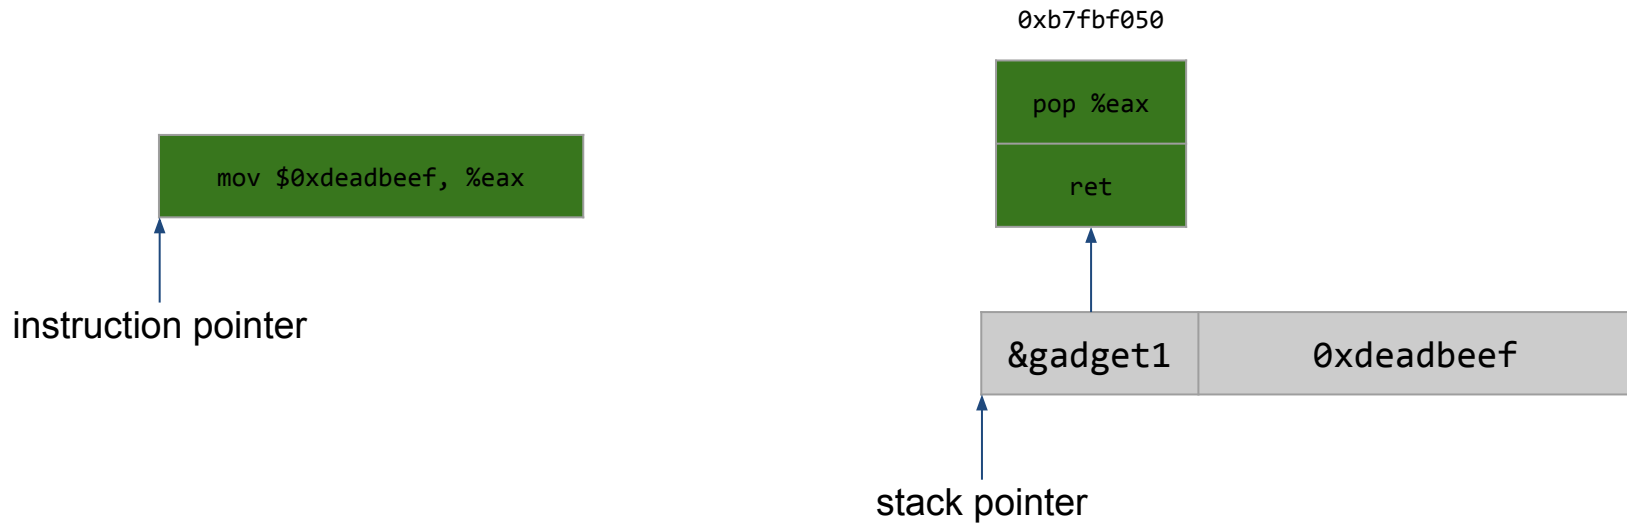 0xb7fbf050
pop %eax
mov $0xdeadbeef, %eax
ret
instruction pointer
&gadget1
0xdeadbeef
stack pointer